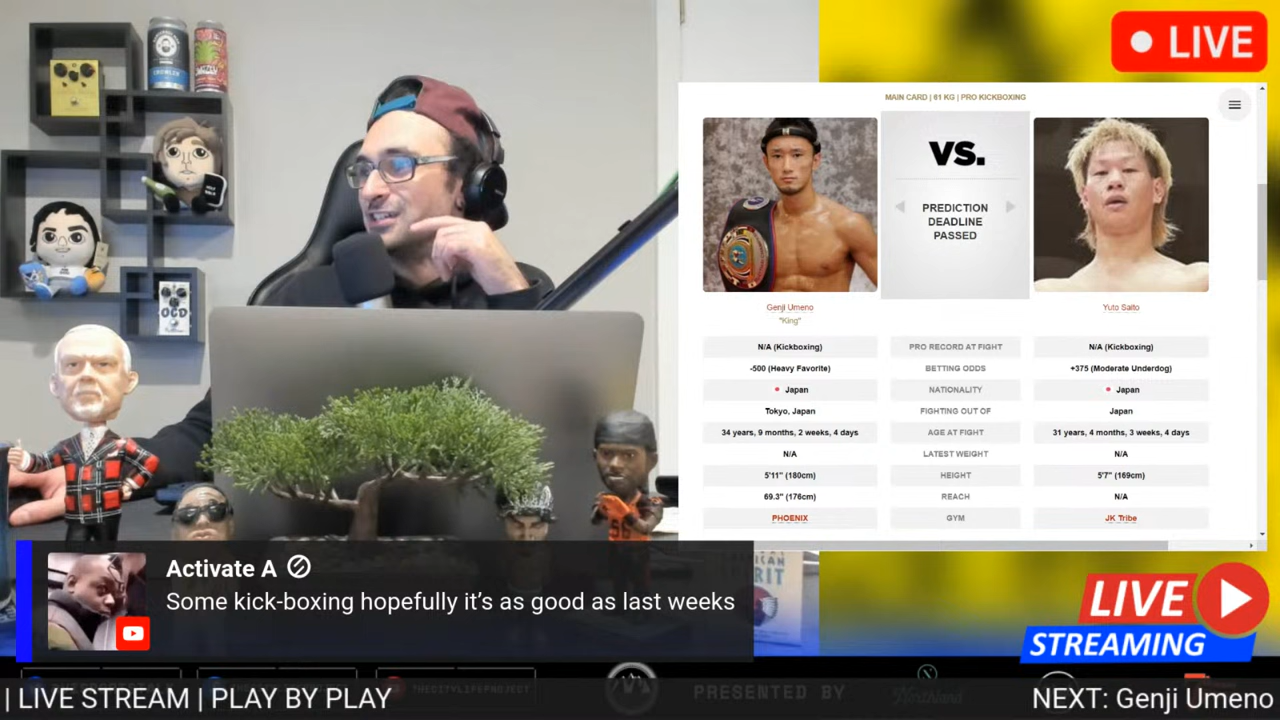 LIVE
MAIN CARD | 61 KG | PRO KICKBOXING
VS.
PREDICTION
DEADLINE
PASSED
Genji Umeno
"King"
Yuto Saito
N/A (Kickboxing) PRO RECORD AT FIGHT N/A (Kickboxing)
-500 (Heavy Favorite) BETTING ODDS +375 (Moderate Underdog)
Japan NATIONALITY Japan
Tokyo, Japan FIGHTING OUT OF Japan
34 years, 9 months, 2 weeks, 4 days AGE AT FIGHT 31 years, 4 months, 3 weeks, 4 days
N/A LATEST WEIGHT N/A
5'11" (180cm) HEIGHT 5'7" (169cm)
69.3" (176cm) REACH N/A
PHOENIX GYM JK Tribe
OCD
Activate A
Some kick-boxing hopefully it's as good as last weeks
LIVE
STREAMING
THECITYLIFEPROJECT
PRESENTED BY
Northland
| LIVE STREAM | PLAY BY PLAY
NEXT: Genji Umeno